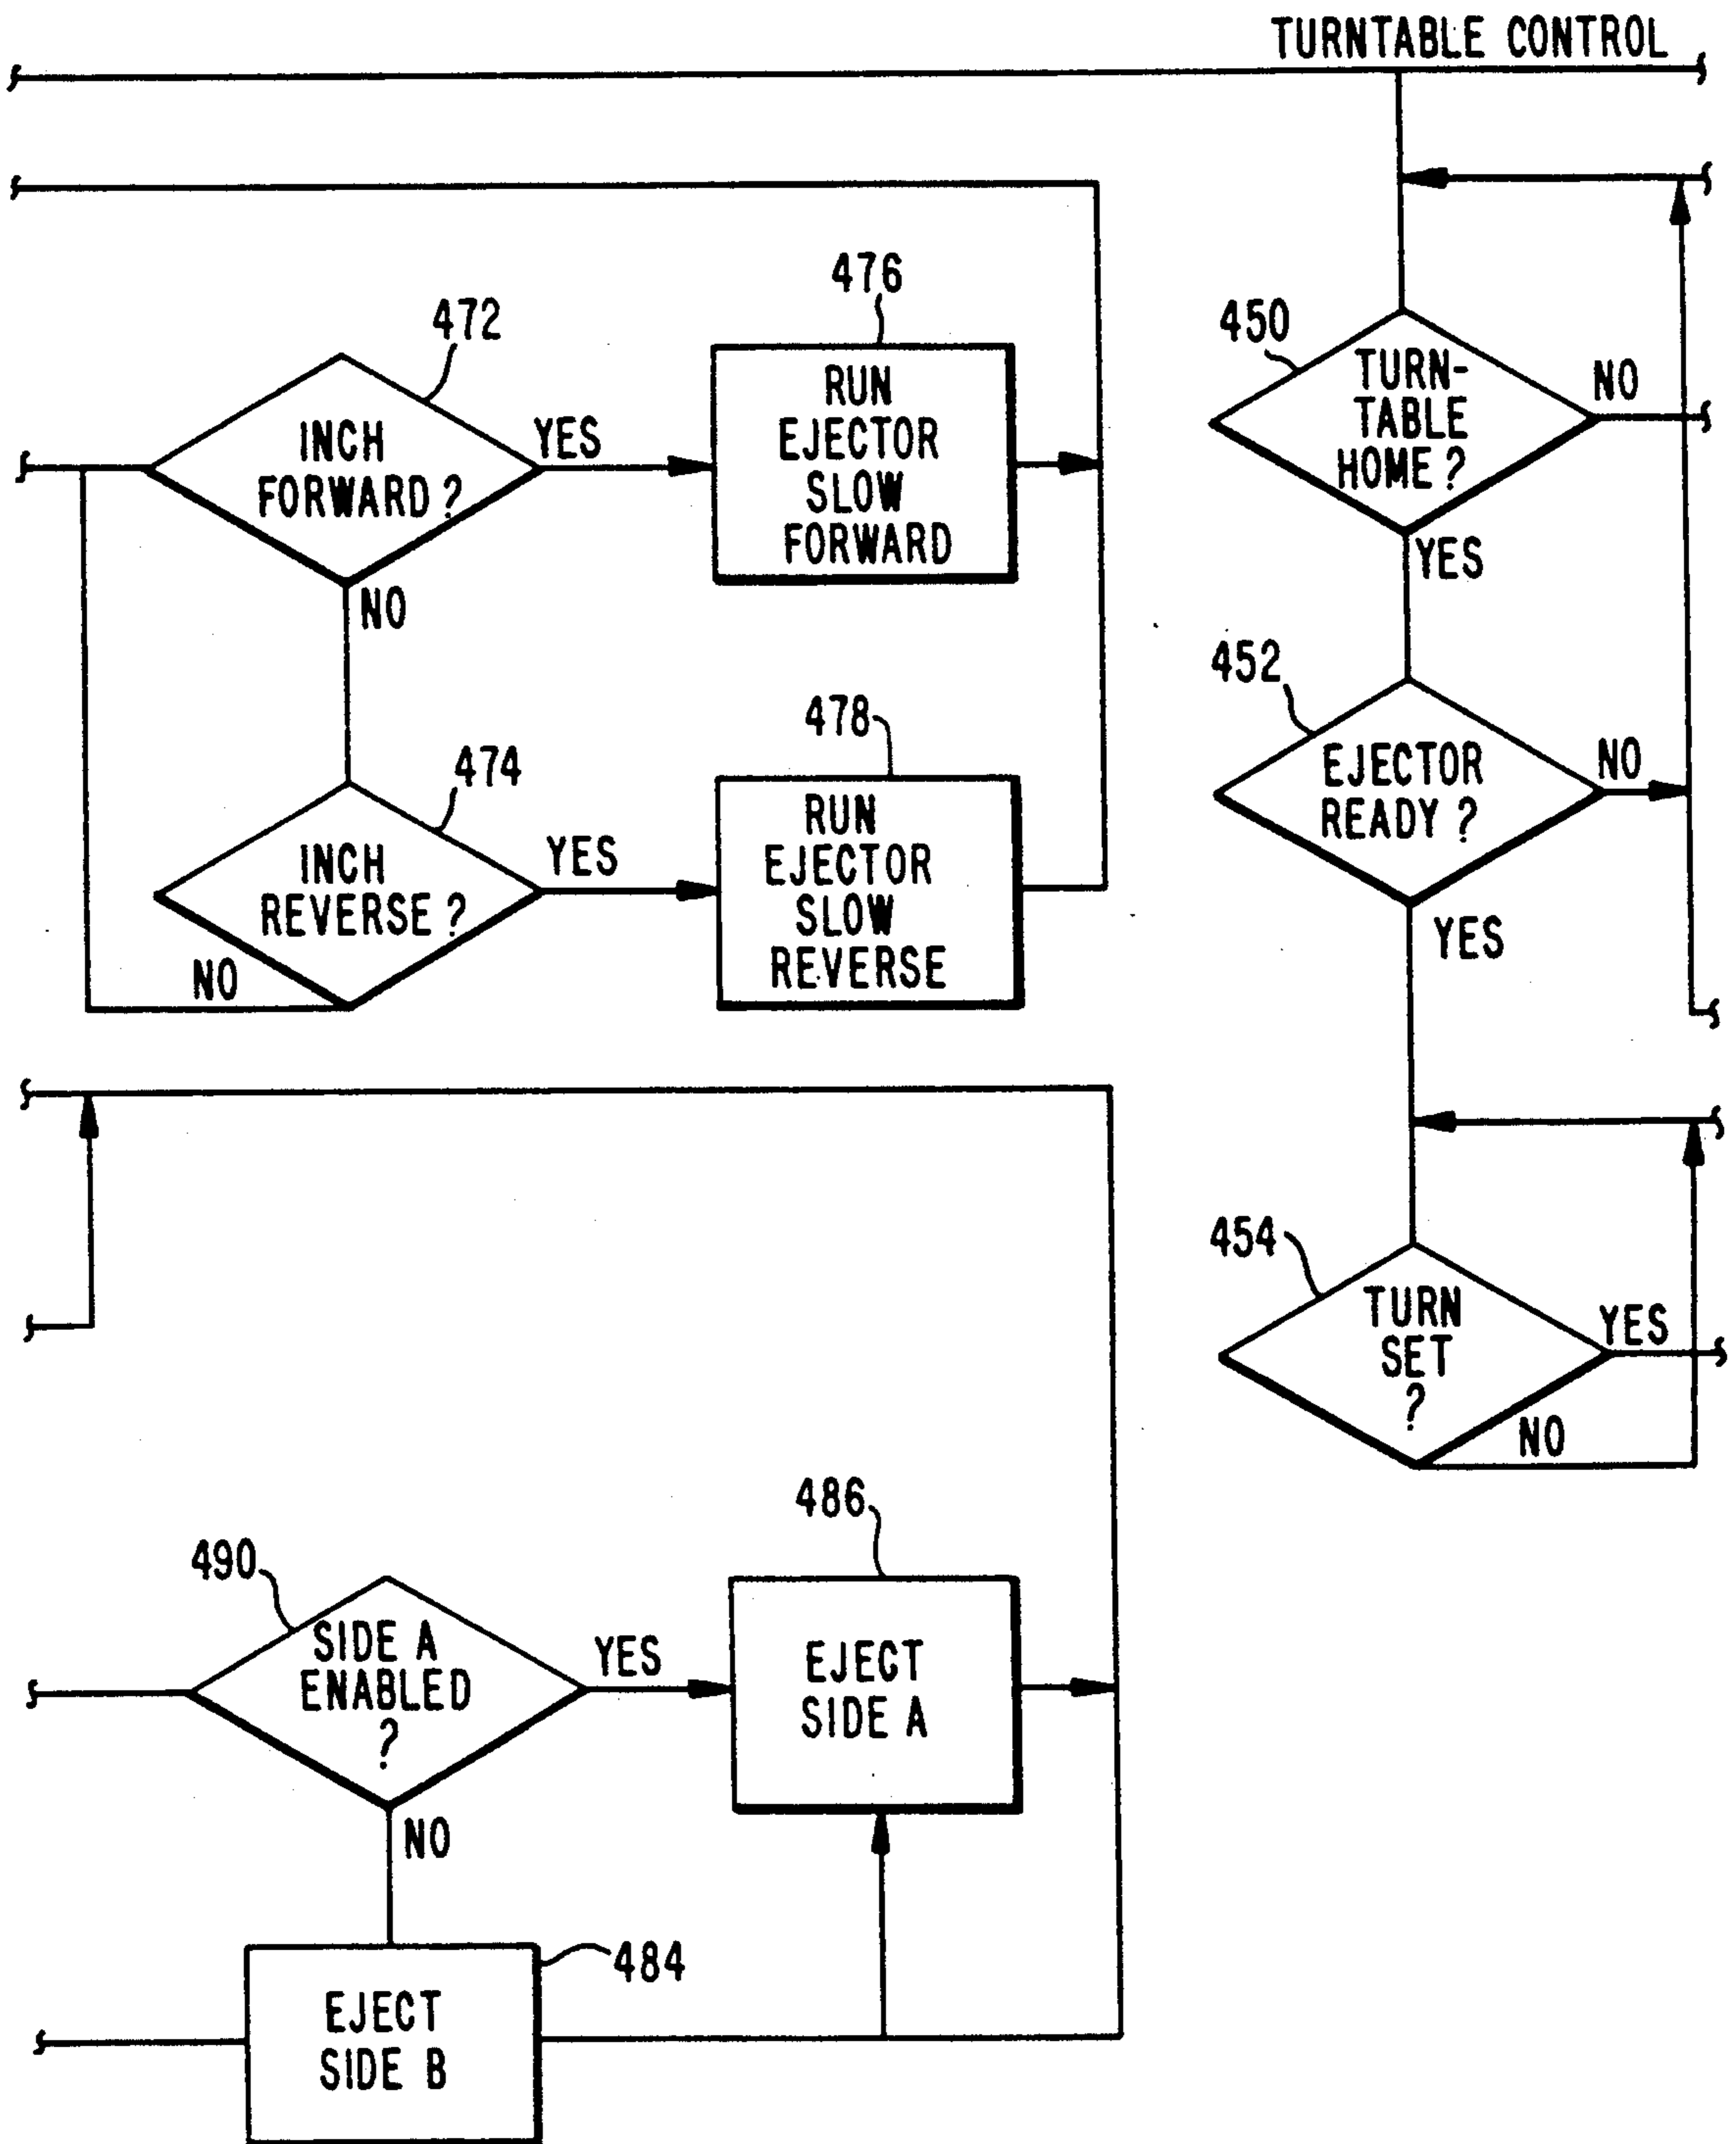 TURNTABLE CONTROL
472
INCH
FORWARD?
YES
NO
476
RUN
EJECTOR
SLOW
FORWARD
474
INCH
REVERSE?
YES
NO
478
RUN
EJECTOR
SLOW
REVERSE
450
TURN-
TABLE
HOME?
NO
YES
452
EJECTOR
READY?
NO
YES
454
TURN
SET
?
YES
NO
490
SIDE A
ENABLED
?
YES
NO
486
EJECT
SIDE A
484
EJECT
SIDE B